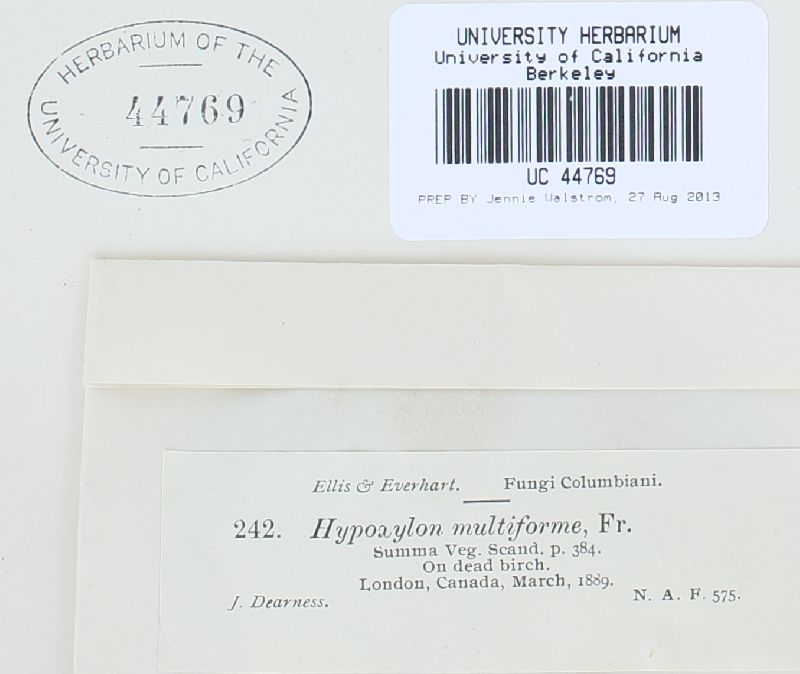 HERBARIUM OF THE
44769
UNIVERSITY OF CALIFORNIA
UNIVERSITY HERBARIUM
University of California
Berkeley
UC 44769
PREP BY Jennie Walstrom, 27 Aug 2013
Ellis & Everhart. Fungi Columbiani.
242. Hypoxylon multiforme, Fr.
Summa Veg. Scand. p. 384.
On dead birch.
London, Canada, March, 1889.
J. Dearness. N. A. F. 575.